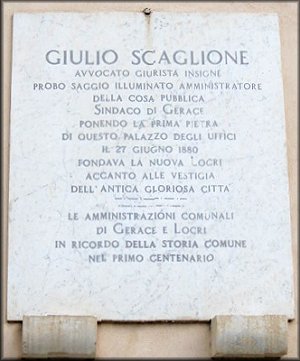 GIULIO SCAGLIONE
AVVOCATO GIURISTA INSIGNE
PROBO SAGGIO ILLUMINATO AMMINISTRATORE
DELLA COSA PUBBLICA
SINDACO DI GERACE
PONENDO LA PRIMA PIETRA
DI QUESTO PALAZZO DEGLI UFFICI
IL 27 GIUGNO 1880
FONDAVA LA NUOVA LOCRI
ACCANTO ALLE VESTIGIA
DELL'ANTICA GLORIOSA CITTA
LE AMMINISTRAZIONI COMUNALI
DI GERACE E LOCRI
IN RICORDO DELLA STORIA COMUNE
NEL PRIMO CENTENARIO